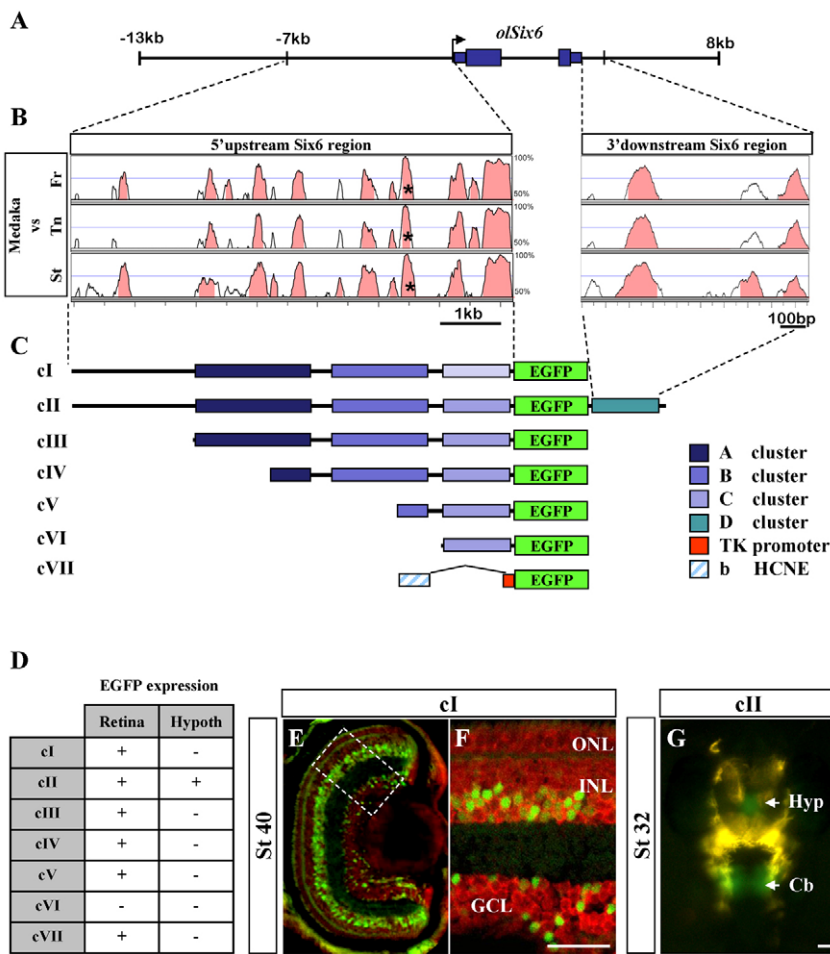 A
-13kb
-7kb
olSix6
8kb
B
5'upstream Six6 region
3'downstream Six6 region
Medaka
vs
Fr
100%
50%
*
Tn
100%
50%
*
St
100%
50%
*
1kb
100bp
C
cI
EGFP
cII
EGFP
cIII
EGFP
cIV
EGFP
cV
EGFP
cVI
EGFP
cVII
EGFP
A cluster
B cluster
C cluster
D cluster
TK promoter
b HCNE
D
EGFP expression
Retina Hypoth
cI + -
cII + +
cIII + -
cIV + -
cV + -
cVI - -
cVII + -
cI
St 40
E
F
ONL
INL
GCL
cII
St 32
G
Hyp
Cb